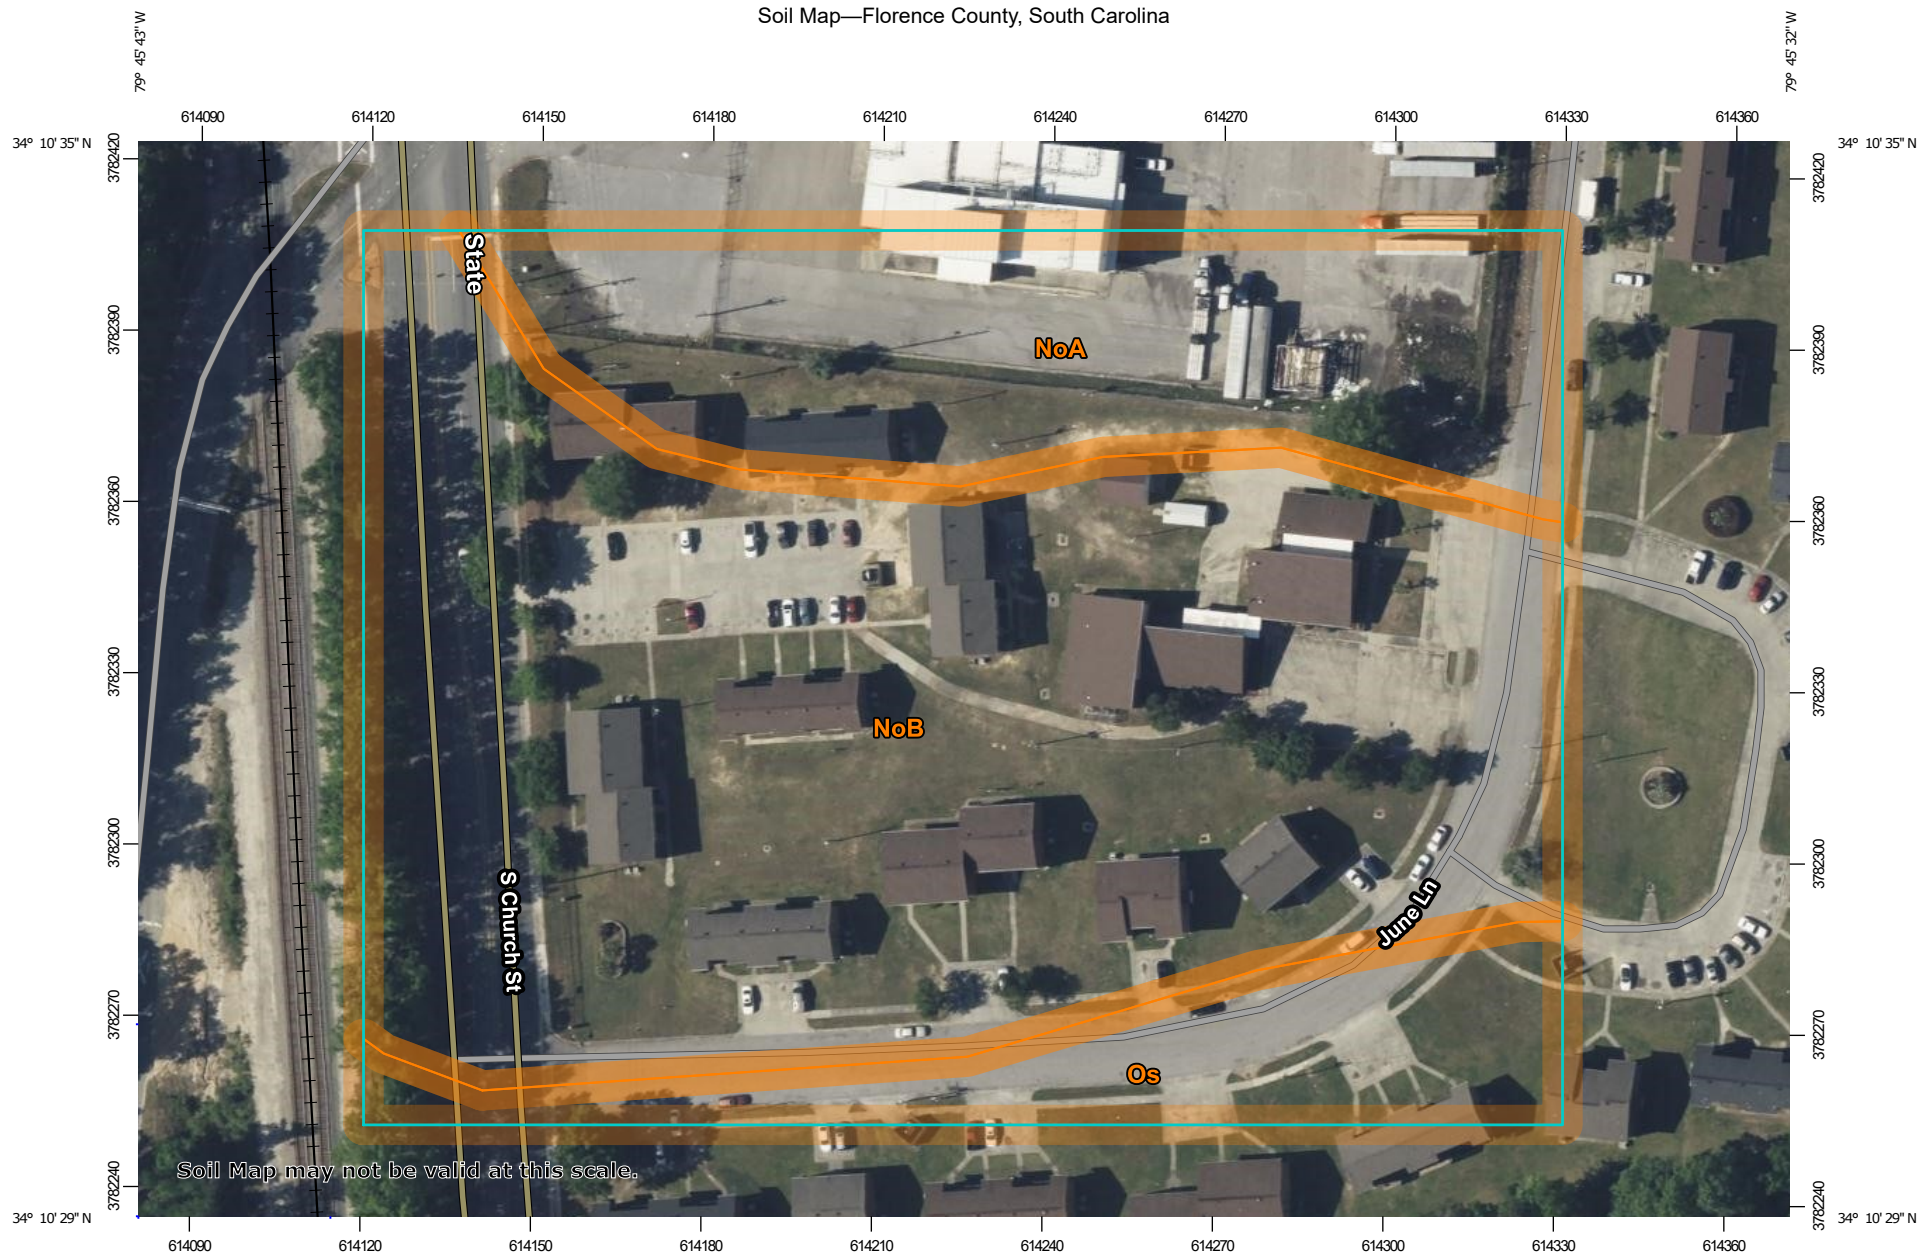 Soil Map—Florence County, South Carolina
79° 45' 43" W
79° 45' 32" W
614090 614120 614150 614180 614210 614240 614270 614300 614330 614360
34° 10' 35" N
34° 10' 35" N
3782420
3782420
State
3782390
3782390
NoA
3782360
3782360
3782330
3782330
NoB
3782300
3782300
June Ln
S Church St
3782270
3782270
Os
Soil Map may not be valid at this scale.
3782240
3782240
34° 10' 29" N
34° 10' 29" N
614090 614120 614150 614180 614210 614240 614270 614300 614330 614360